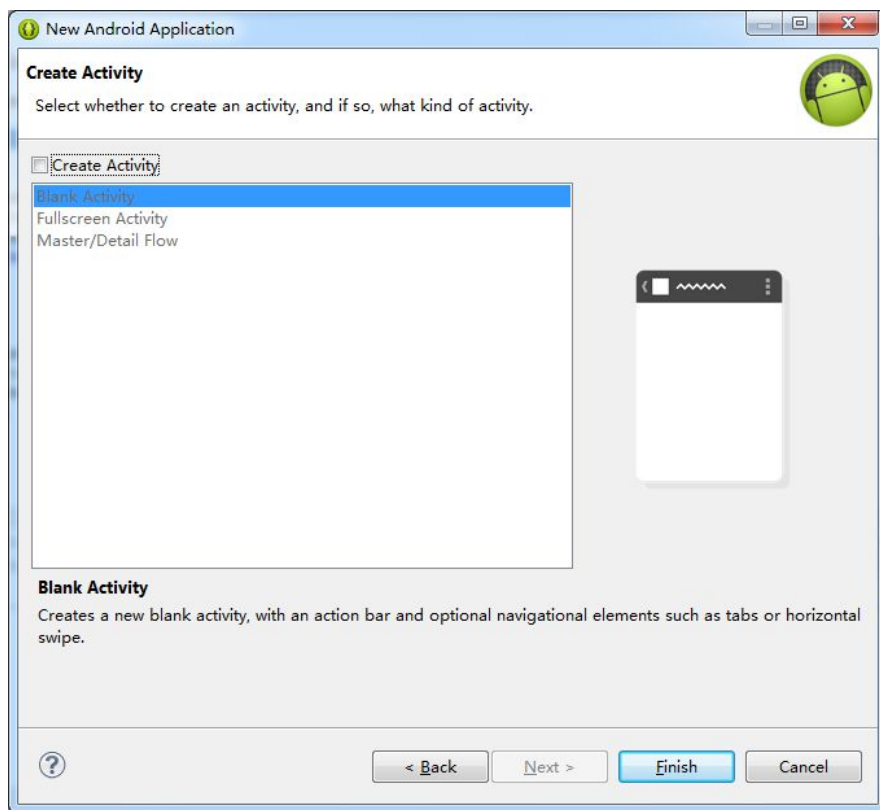 New Android Application
Create Activity
Select whether to create an activity, and if so, what kind of activity.
Create Activity
Blank Activity
Fullscreen Activity
Master/Detail Flow
Blank Activity
Creates a new blank activity, with an action bar and optional navigational elements such as tabs or horizontal
swipe.
< Back Next > Finish Cancel